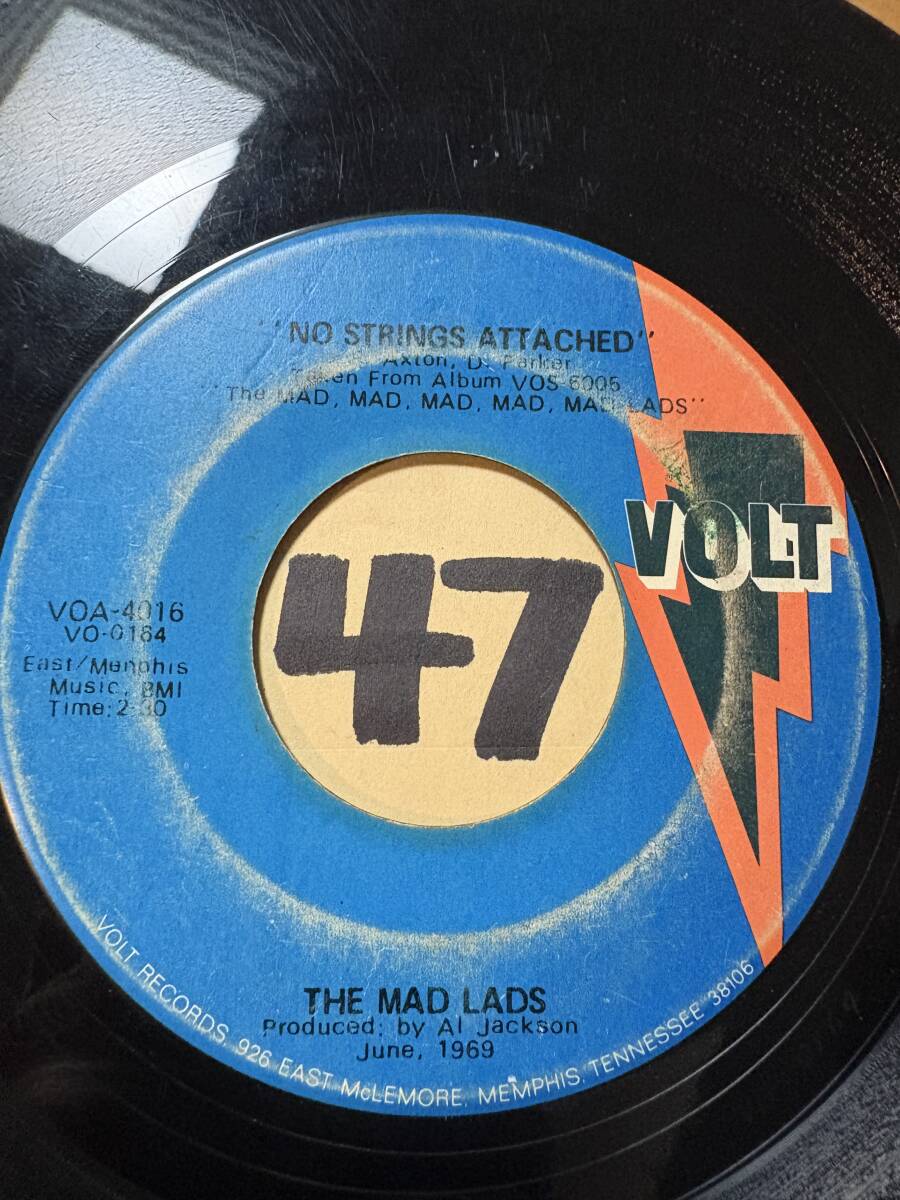 "NO STRINGS ATTACHED"
Axton, D. Parker
Taken From Album VOS-6005
"The MAD, MAD, MAD, MAD, MAD LADS"
VOLT
VOA-4016
VO-0184
East/Memphis
Music, BMI
Time: 2:30
47
THE MAD LADS
Produced: by Al Jackson
June, 1969
VOLT RECORDS, 926 EAST McLEMORE, MEMPHIS, TENNESSEE 38106